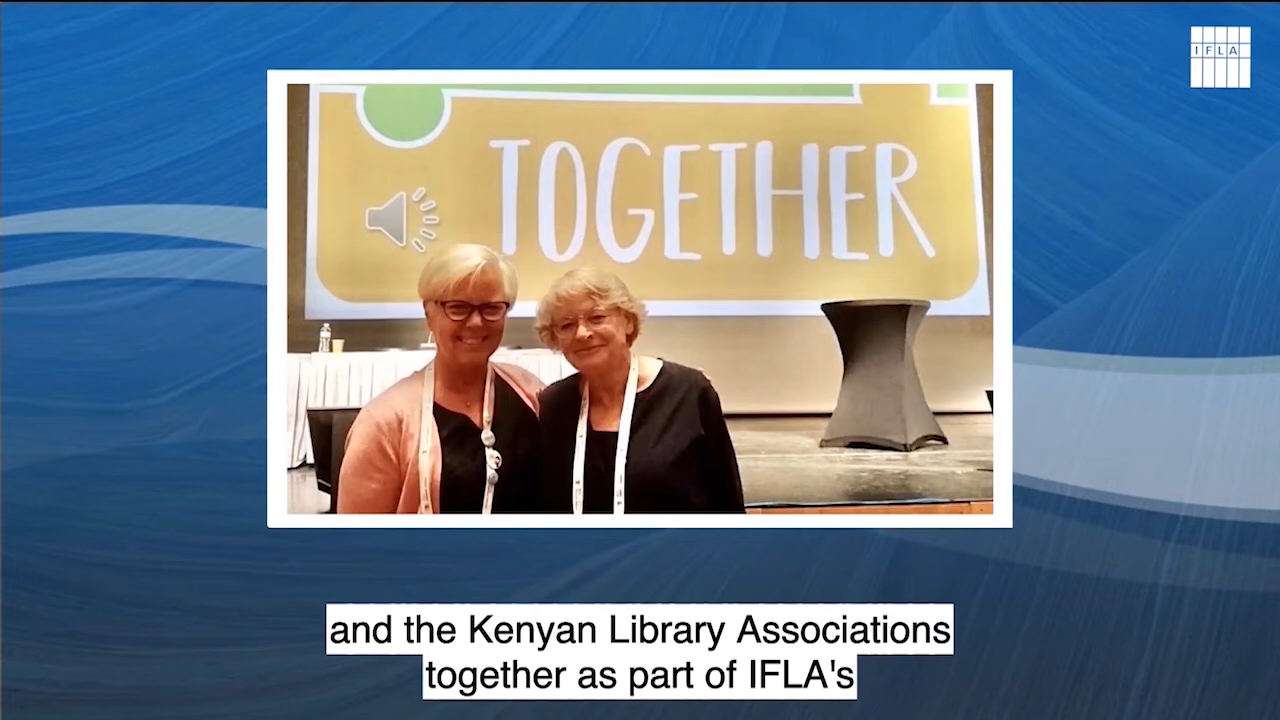 IFLA
TOGETHER
and the Kenyan Library Associations
together as part of IFLA's